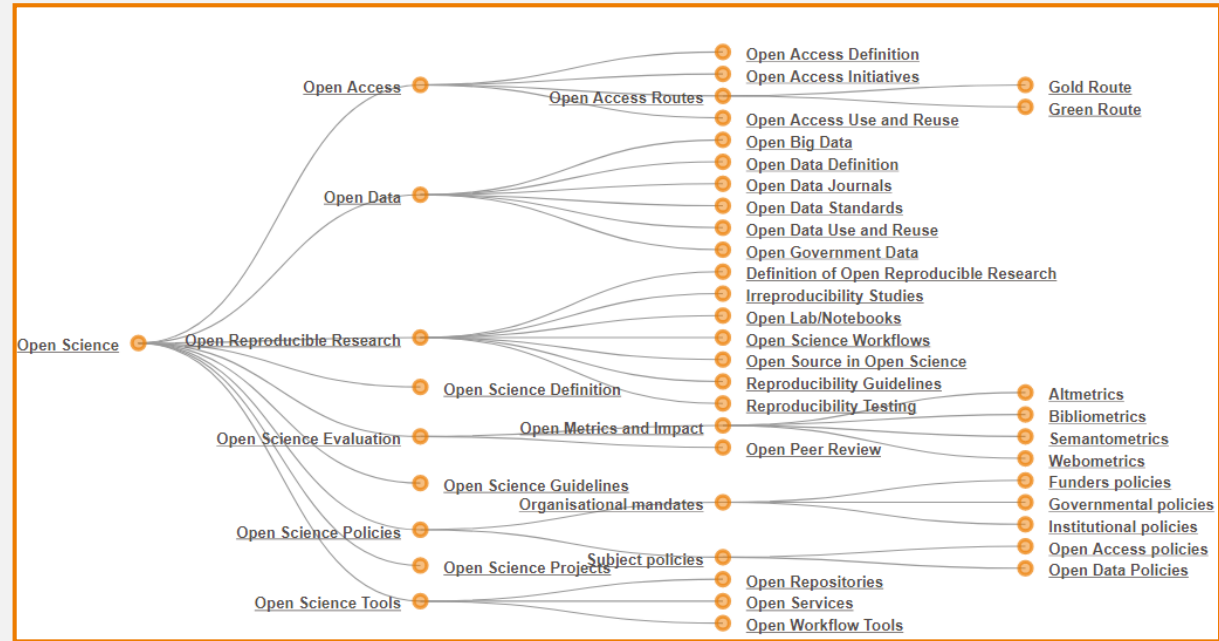 Open Science
Open Access
Open Access Definition
Open Access Initiatives
Open Access Routes
Gold Route
Green Route
Open Access Use and Reuse
Open Data
Open Big Data
Open Data Definition
Open Data Journals
Open Data Standards
Open Data Use and Reuse
Open Government Data
Open Reproducible Research
Definition of Open Reproducible Research
Irreproducibility Studies
Open Lab/Notebooks
Open Science Workflows
Open Source in Open Science
Reproducibility Guidelines
Reproducibility Testing
Open Science Definition
Open Science Evaluation
Open Metrics and Impact
Altmetrics
Bibliometrics
Semantometrics
Webometrics
Open Peer Review
Open Science Guidelines
Open Science Policies
Organisational mandates
Funders policies
Governmental policies
Institutional policies
Subject policies
Open Access policies
Open Data Policies
Open Science Projects
Open Science Tools
Open Repositories
Open Services
Open Workflow Tools